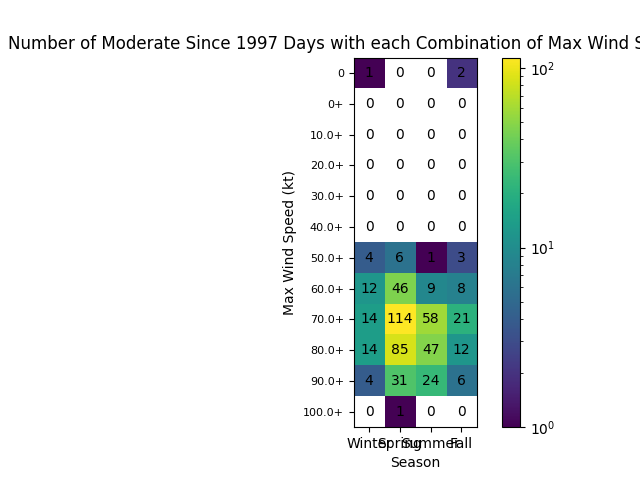 Number of Moderate Since 1997 Days with each Combination of Max Wind S
Max Wind Speed (kt)
0 1 0 0 2
0+ 0 0 0 0
10.0+ 0 0 0 0
20.0+ 0 0 0 0
30.0+ 0 0 0 0
40.0+ 0 0 0 0
50.0+ 4 6 1 3
60.0+ 12 46 9 8
70.0+ 14 114 58 21
80.0+ 14 85 47 12
90.0+ 4 31 24 6
100.0+ 0 1 0 0
Winter Spring Summer Fall
Season
10²
10¹
10⁰